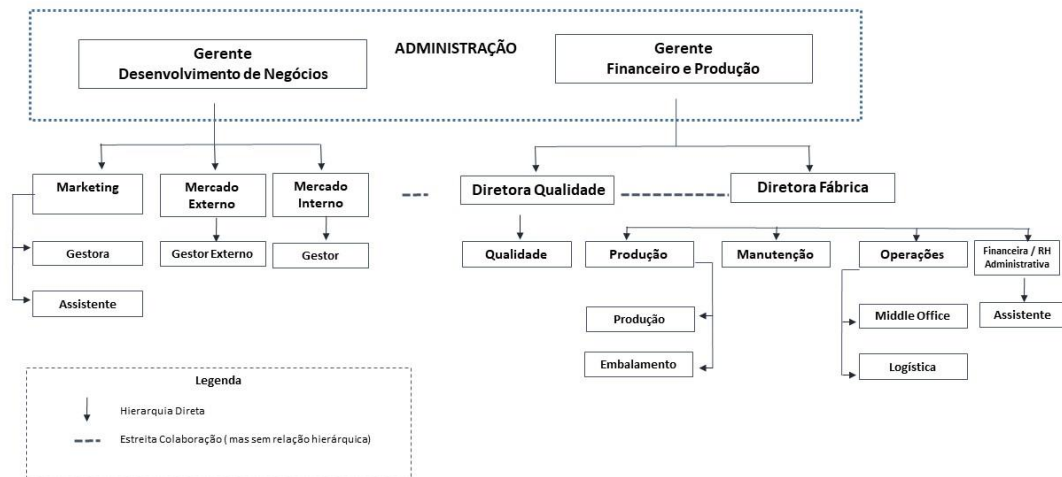 ADMINISTRAÇÃO
Gerente
Desenvolvimento de Negócios
Gerente
Financeiro e Produção
Marketing
Mercado
Externo
Mercado
Interno
Diretora Qualidade
Diretora Fábrica
Gestora
Gestor Externo
Gestor
Qualidade
Produção
Manutenção
Operações
Financeira / RH
Administrativa
Assistente
Produção
Middle Office
Assistente
Embalamento
Logística
Legenda
Hierarquia Direta
Estreita Colaboração ( mas sem relação hierárquica)